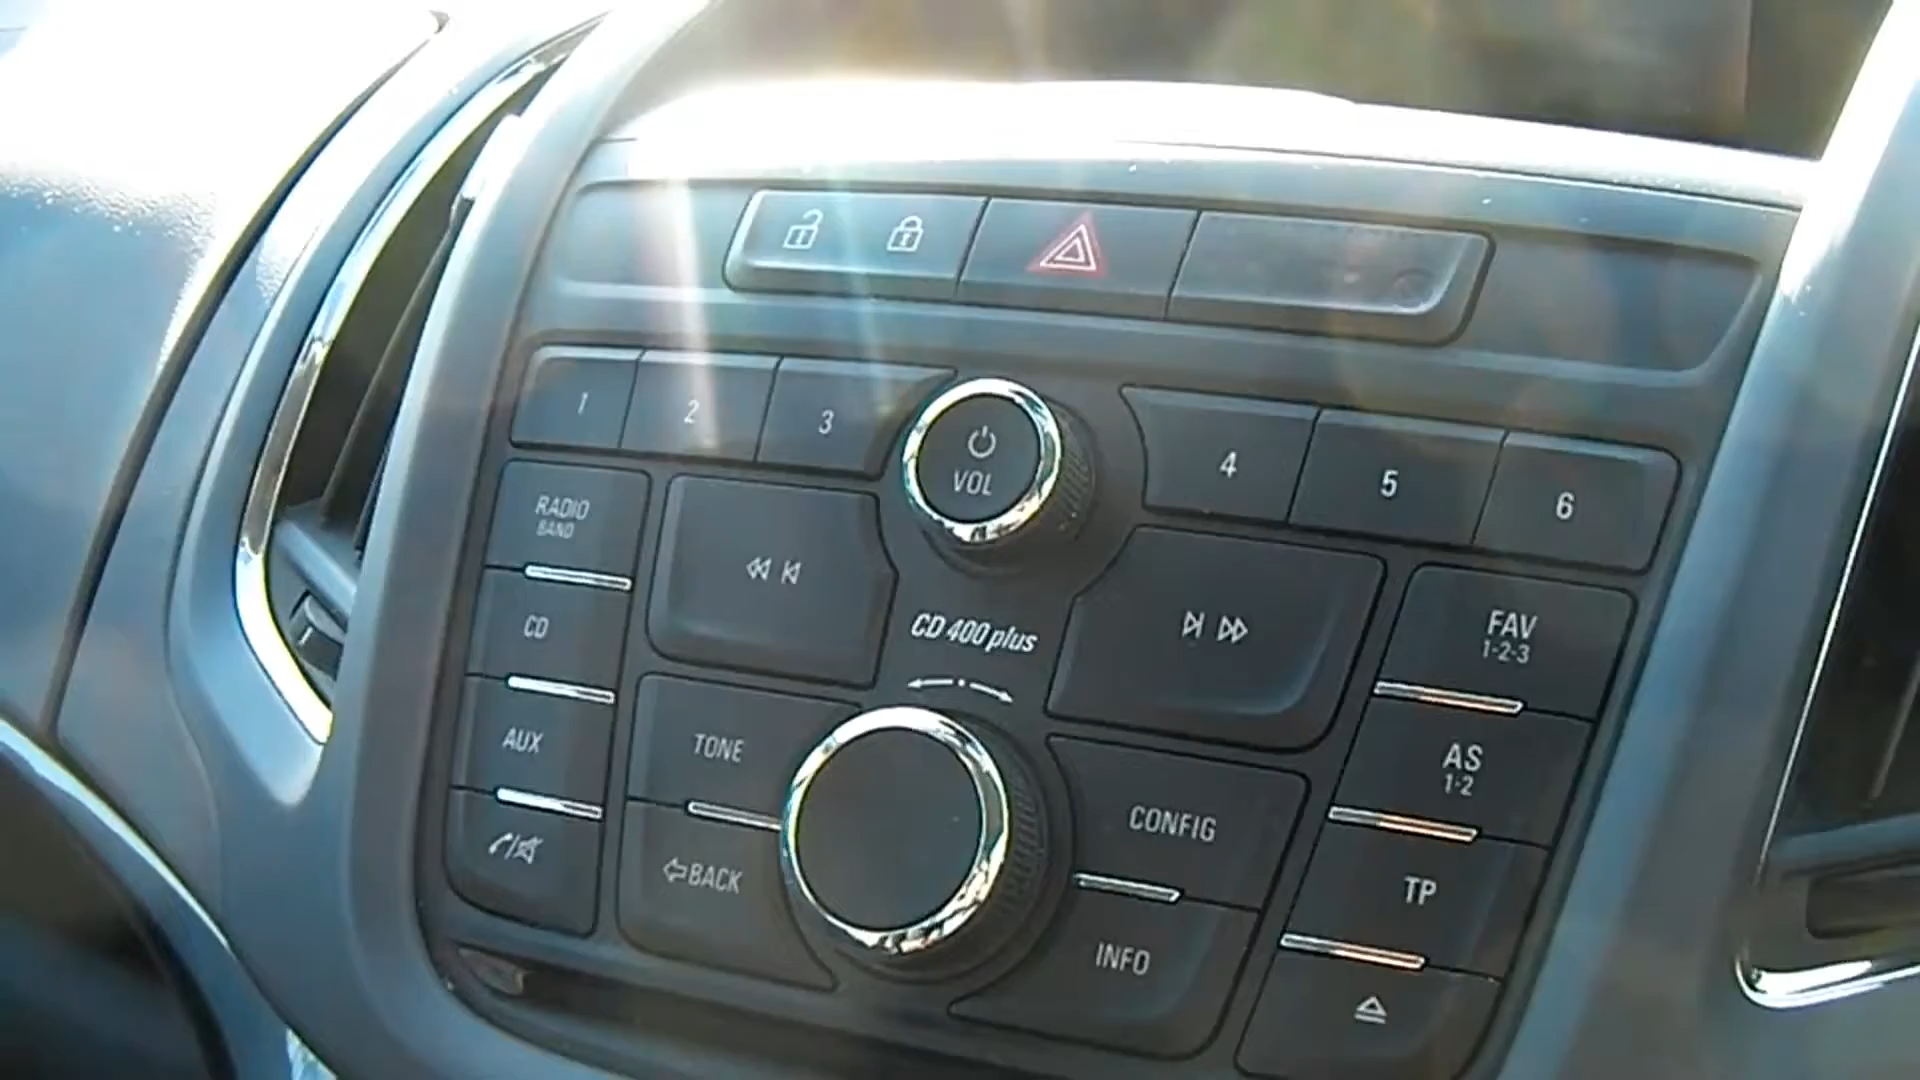 1
2
3
VOL
4
5
6
RADIO
BAND
CD 400 plus
FAV
1-2-3
CD
AUX
TONE
AS
1-2
CONFIG
BACK
TP
INFO